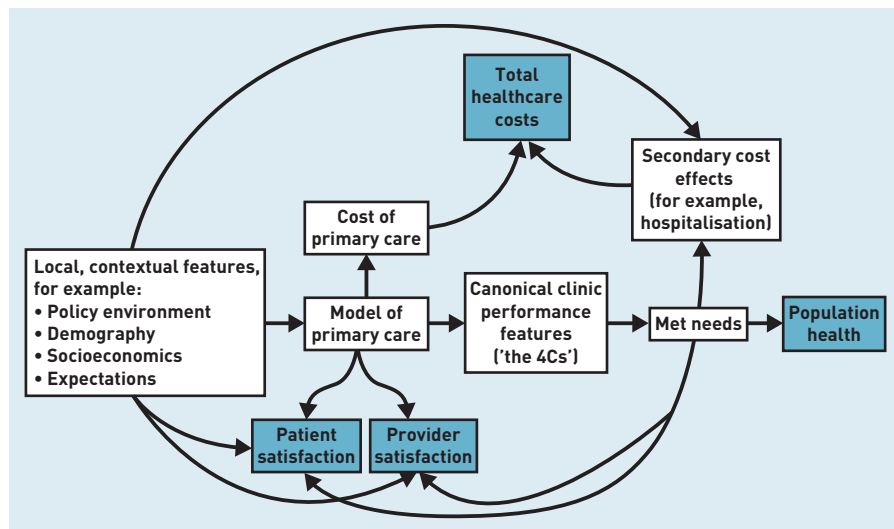 Total
healthcare
costs
Secondary cost
effects
(for example,
hospitalisation)
Cost of
primary care
Local, contextual features,
for example:
• Policy environment
• Demography
• Socioeconomics
• Expectations
Model of
primary care
Canonical clinic
performance
features
('the 4Cs')
Met needs
Population
health
Patient
satisfaction
Provider
satisfaction